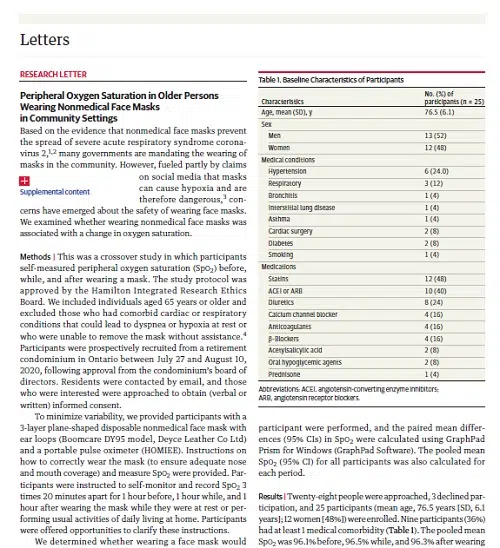 Letters
RESEARCH LETTER
Peripheral Oxygen Saturation in Older Persons
Wearing Nonmedical Face Masks
in Community Settings
Based on the evidence that nonmedical face masks prevent
the spread of severe acute respiratory syndrome corona-
virus 2,1,2 many governments are mandating the wearing of
masks in the community. However, fueled partly by claims
on social media that masks
can cause hypoxia and are
therefore dangerous,3 con-
Supplemental content
cerns have emerged about the safety of wearing face masks.
We examined whether wearing nonmedical face masks was
associated with a change in oxygen saturation.
Methods | This was a crossover study in which participants
self-measured peripheral oxygen saturation (SpO2) before,
while, and after wearing a mask. The study protocol was
approved by the Hamilton Integrated Research Ethics
Board. We included individuals aged 65 years or older and
excluded those who had comorbid cardiac or respiratory
conditions that could lead to dyspnea or hypoxia at rest or
who were unable to remove the mask without assistance.4
Participants were prospectively recruited from a retirement
condominium in Ontario between July 27 and August 10,
2020, following approval from the condominium's board of
directors. Residents were contacted by email, and those
who were interested were approached to obtain (verbal or
written) informed consent.
To minimize variability, we provided participants with a
3-layer plane-shaped disposable nonmedical face mask with
ear loops (Boomcare DY95 model, Deyce Leather Co Ltd)
and a portable pulse oximeter (HOMIEE). Instructions on
how to correctly wear the mask (to ensure adequate nose
and mouth coverage) and measure SpO2 were provided. Par-
ticipants were instructed to self-monitor and record SpO2 3
times 20 minutes apart for 1 hour before, 1 hour while, and 1
hour after wearing the mask while they were at rest or per-
forming usual activities of daily living at home. Participants
were offered opportunities to clarify these instructions.
We determined whether wearing a face mask would
Table 1. Baseline Characteristics of Participants
Characteristics No. (%) of participants (n = 25)
Age, mean (SD), y 76.5 (6.1)
Sex
Men 13 (52)
Women 12 (48)
Medical conditions
Hypertension 6 (24.0)
Respiratory 3 (12)
Bronchitis 1 (4)
Interstitial lung disease 1 (4)
Asthma 1 (4)
Cardiac surgery 2 (8)
Diabetes 2 (8)
Smoking 1 (4)
Medications
Statins 12 (48)
ACEI or ARB 10 (40)
Diuretics 8 (24)
Calcium channel blocker 4 (16)
Anticoagulants 4 (16)
β-Blockers 4 (16)
Acetylsalicylic acid 2 (8)
Oral hypoglycemic agents 2 (8)
Prednisone 1 (4)
Abbreviations: ACEI, angiotensin-converting enzyme inhibitors;
ARB, angiotensin receptor blockers.
participant were performed, and the paired mean differ-
ences (95% CIs) in SpO2 were calculated using GraphPad
Prism for Windows (GraphPad Software). The pooled mean
SpO2 (95% CI) for all participants was also calculated for
each period.
Results | Twenty-eight people were approached, 3 declined par-
ticipation, and 25 participants (mean age, 76.5 years [SD, 6.1
years]; 12 women [48%]) were enrolled. Nine participants (36%)
had at least 1 medical comorbidity (Table 1). The pooled mean
SpO2 was 96.1% before, 96.5% while, and 96.3% after wearing